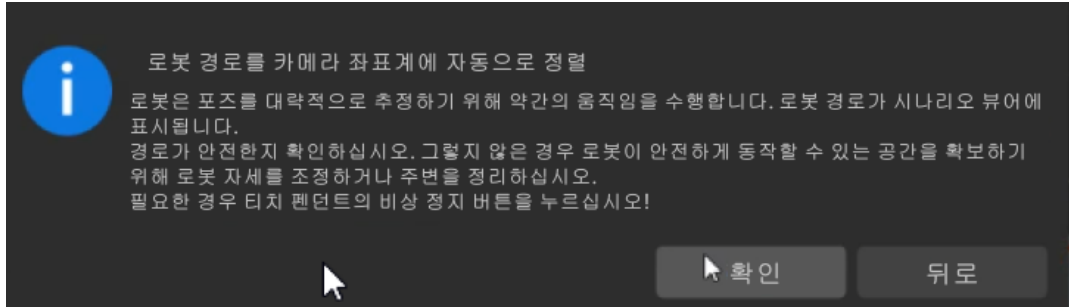 로봇 경로를 카메라 좌표계에 자동으로 정렬
로봇은 포즈를 대략적으로 추정하기 위해 약간의 움직임을 수행합니다. 로봇 경로가 시나리오 뷰어에
표시됩니다.
경로가 안전한지 확인하십시오. 그렇지 않은 경우 로봇이 안전하게 동작할 수 있는 공간을 확보하기
위해 로봇 자세를 조정하거나 주변을 정리하십시오.
필요한 경우 티치 펜던트의 비상 정지 버튼을 누르십시오!
확인
뒤로